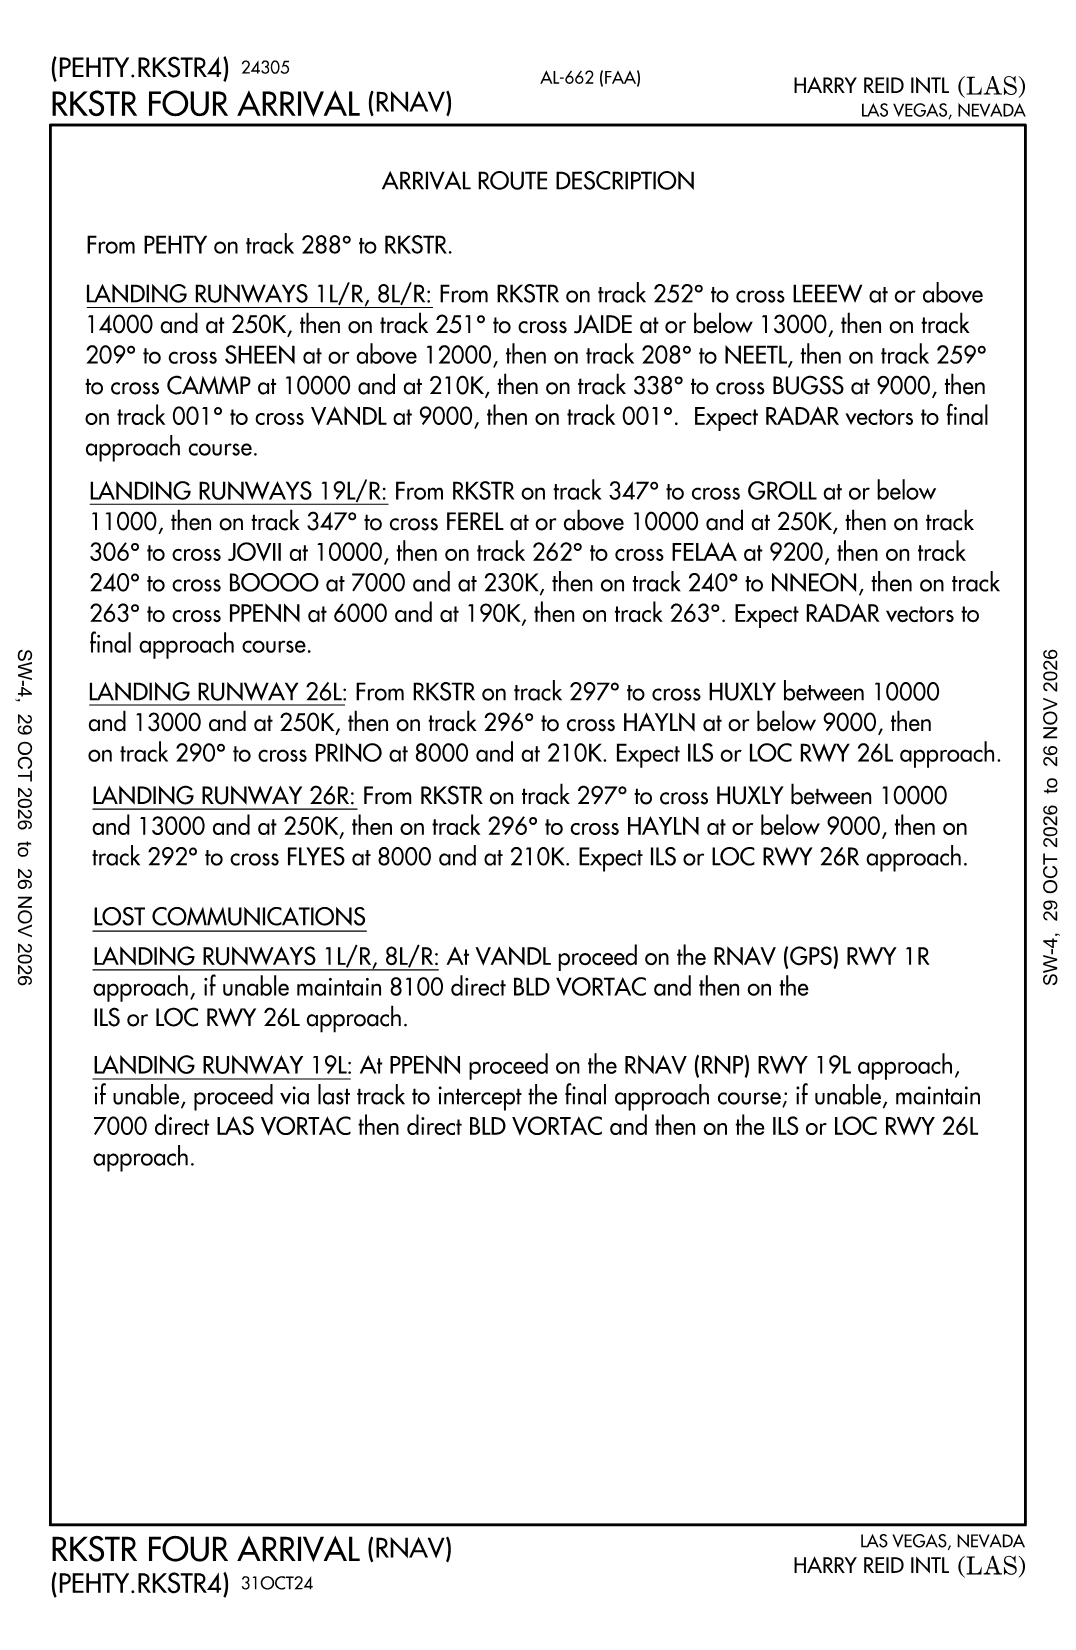 (PEHTY.RKSTR4) 24305
AL-662 (FAA)
HARRY REID INTL (LAS)
RKSTR FOUR ARRIVAL (RNAV)
LAS VEGAS, NEVADA
ARRIVAL ROUTE DESCRIPTION
From PEHTY on track 288° to RKSTR.
LANDING RUNWAYS 1L/R, 8L/R: From RKSTR on track 252° to cross LEEEW at or above
14000 and at 250K, then on track 251° to cross JAIDE at or below 13000, then on track
209° to cross SHEEN at or above 12000, then on track 208° to NEETL, then on track 259°
to cross CAMMP at 10000 and at 210K, then on track 338° to cross BUGSS at 9000, then
on track 001° to cross VANDL at 9000, then on track 001°. Expect RADAR vectors to final
approach course.
LANDING RUNWAYS 19L/R: From RKSTR on track 347° to cross GROLL at or below
11000, then on track 347° to cross FEREL at or above 10000 and at 250K, then on track
306° to cross JOVII at 10000, then on track 262° to cross FELAA at 9200, then on track
240° to cross BOOOO at 7000 and at 230K, then on track 240° to NNEON, then on track
263° to cross PPENN at 6000 and at 190K, then on track 263°. Expect RADAR vectors to
final approach course.
LANDING RUNWAY 26L: From RKSTR on track 297° to cross HUXLY between 10000
and 13000 and at 250K, then on track 296° to cross HAYLN at or below 9000, then
on track 290° to cross PRINO at 8000 and at 210K. Expect ILS or LOC RWY 26L approach.
LANDING RUNWAY 26R: From RKSTR on track 297° to cross HUXLY between 10000
and 13000 and at 250K, then on track 296° to cross HAYLN at or below 9000, then on
track 292° to cross FLYES at 8000 and at 210K. Expect ILS or LOC RWY 26R approach.
LOST COMMUNICATIONS
LANDING RUNWAYS 1L/R, 8L/R: At VANDL proceed on the RNAV (GPS) RWY 1R
approach, if unable maintain 8100 direct BLD VORTAC and then on the
ILS or LOC RWY 26L approach.
LANDING RUNWAY 19L: At PPENN proceed on the RNAV (RNP) RWY 19L approach,
if unable, proceed via last track to intercept the final approach course; if unable, maintain
7000 direct LAS VORTAC then direct BLD VORTAC and then on the ILS or LOC RWY 26L
approach.
SW-4, 29 OCT 2026 to 26 NOV 2026
SW-4, 29 OCT 2026 to 26 NOV 2026
RKSTR FOUR ARRIVAL (RNAV)
LAS VEGAS, NEVADA
(PEHTY.RKSTR4) 31OCT24
HARRY REID INTL (LAS)